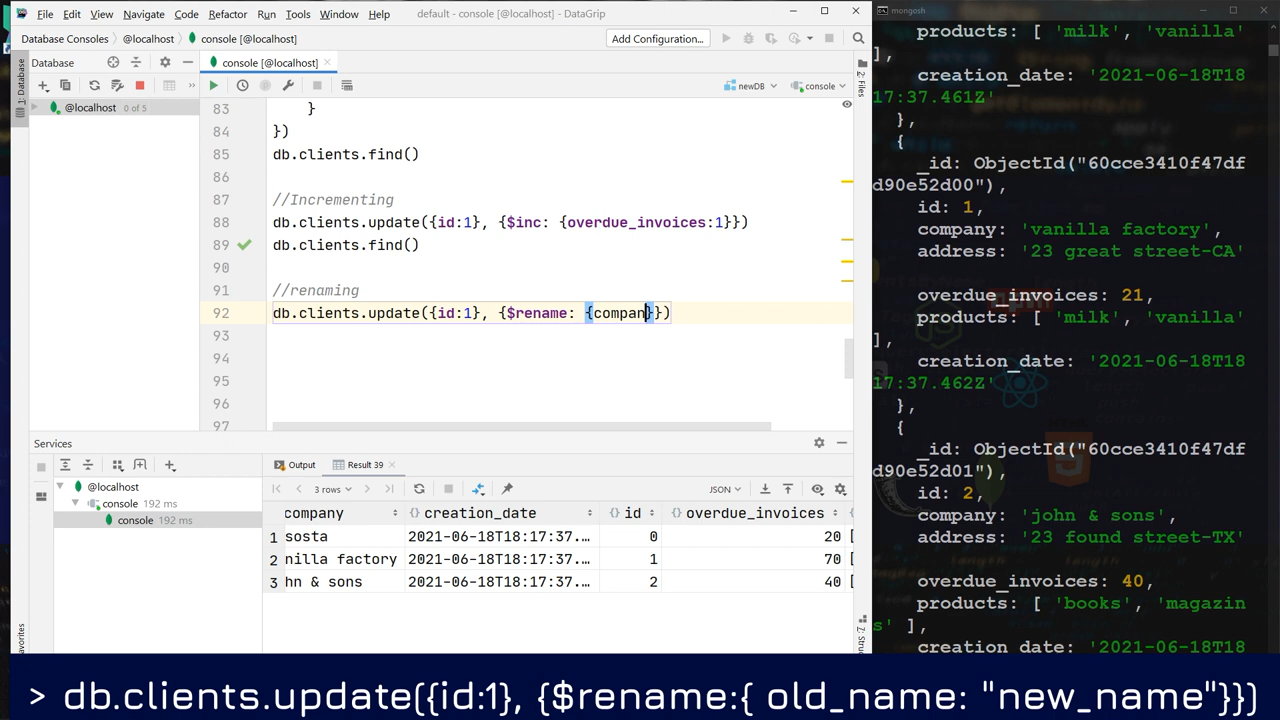 File Edit View Navigate Code Refactor Run Tools Window Help default - console [@localhost] - DataGrip
Database Consoles @localhost console [@localhost] Add Configuration...
Database
console [@localhost]
1: Database
2: Files
@localhost 0 of 5
newDB console
83 }
84 })
85 db.clients.find()
86
87 //Incrementing
88 db.clients.update({id:1}, {$inc: {overdue_invoices:1}})
89 db.clients.find()
90
91 //renaming
92 db.clients.update({id:1}, {$rename: {compan}})
93
94
95
96
97
Services
@localhost
console 192 ms
console 192 ms
Output Result 39
3 rows JSON
company creation_date id overdue_invoices
1 sosta 2021-06-18T18:17:37... 0 20
2 nilla factory 2021-06-18T18:17:37... 1 70
3 hn & sons 2021-06-18T18:17:37... 2 40
avorites
7: Struc
mongosh
products: [ 'milk', 'vanilla'
],
creation_date: '2021-06-18T18
17:37.461Z'
},
{
_id: ObjectId("60cce3410f47df
d90e52d00"),
id: 1,
company: 'vanilla factory',
address: '23 great street-CA'
overdue_invoices: 21,
products: [ 'milk', 'vanilla'
],
creation_date: '2021-06-18T18
17:37.462Z'
},
{
_id: ObjectId("60cce3410f47df
d90e52d01"),
id: 2,
company: 'john & sons',
address: '23 found street-TX'
overdue_invoices: 40,
products: [ 'books', 'magazin
s' ],
creation_date: '2021-06-18T18
> db.clients.update({id:1}, {$rename:{ old_name: "new_name"}})